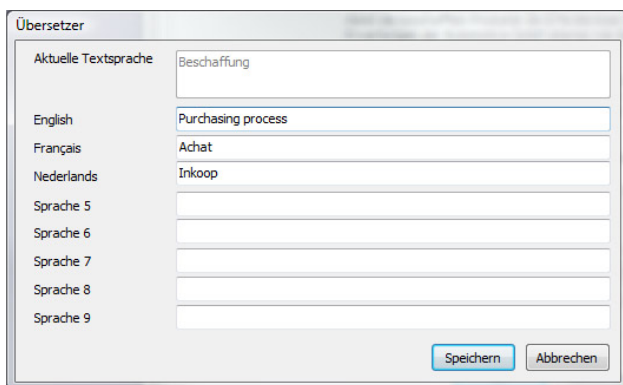 Übersetzer
Aktuelle Textsprache Beschaffung
English Purchasing process
Français Achat
Nederlands Inkoop
Sprache 5
Sprache 6
Sprache 7
Sprache 8
Sprache 9
Speichern Abbrechen